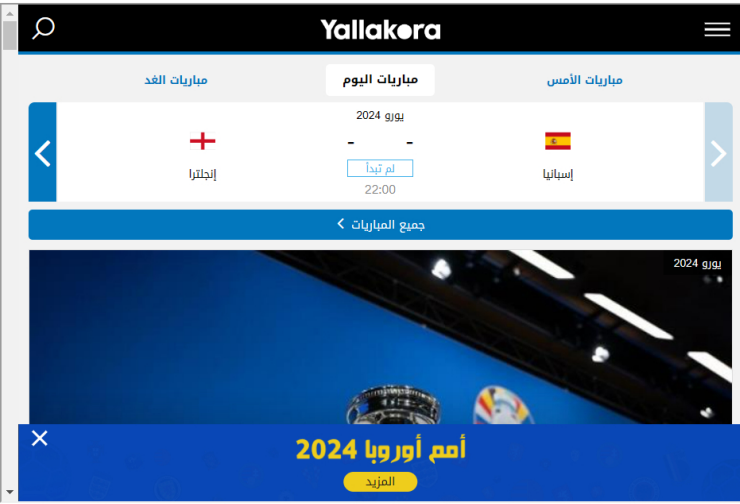 Yallakora
مباريات الأمس
مباريات اليوم
مباريات الغد
يورو 2024
- -
إسبانيا
لم تبدأ
إنجلترا
22:00
جميع المباريات
يورو 2024
أمم أوروبا 2024
المزيد